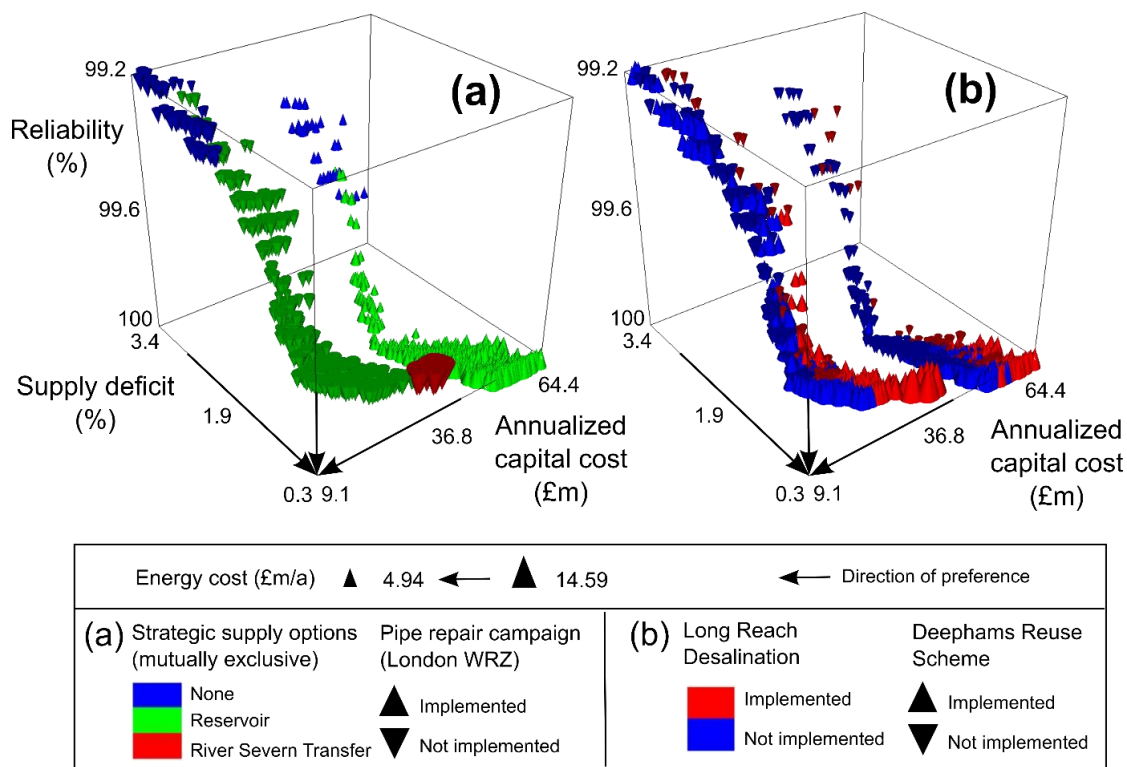 (a)
99.2
Reliability
(%)
99.6
100
3.4
Supply deficit
(%)
1.9
0.3 9.1
36.8
64.4
Annualized
capital cost
(£m)
(b)
99.2
99.6
100
3.4
1.9
0.3 9.1
36.8
64.4
Annualized
capital cost
(£m)
Energy cost (£m/a) 4.94 14.59 Direction of preference
(a) Strategic supply options
(mutually exclusive)
None
Reservoir
River Severn Transfer
Pipe repair campaign
(London WRZ)
Implemented
Not implemented
(b) Long Reach
Desalination
Implemented
Not implemented
Deephams Reuse
Scheme
Implemented
Not implemented